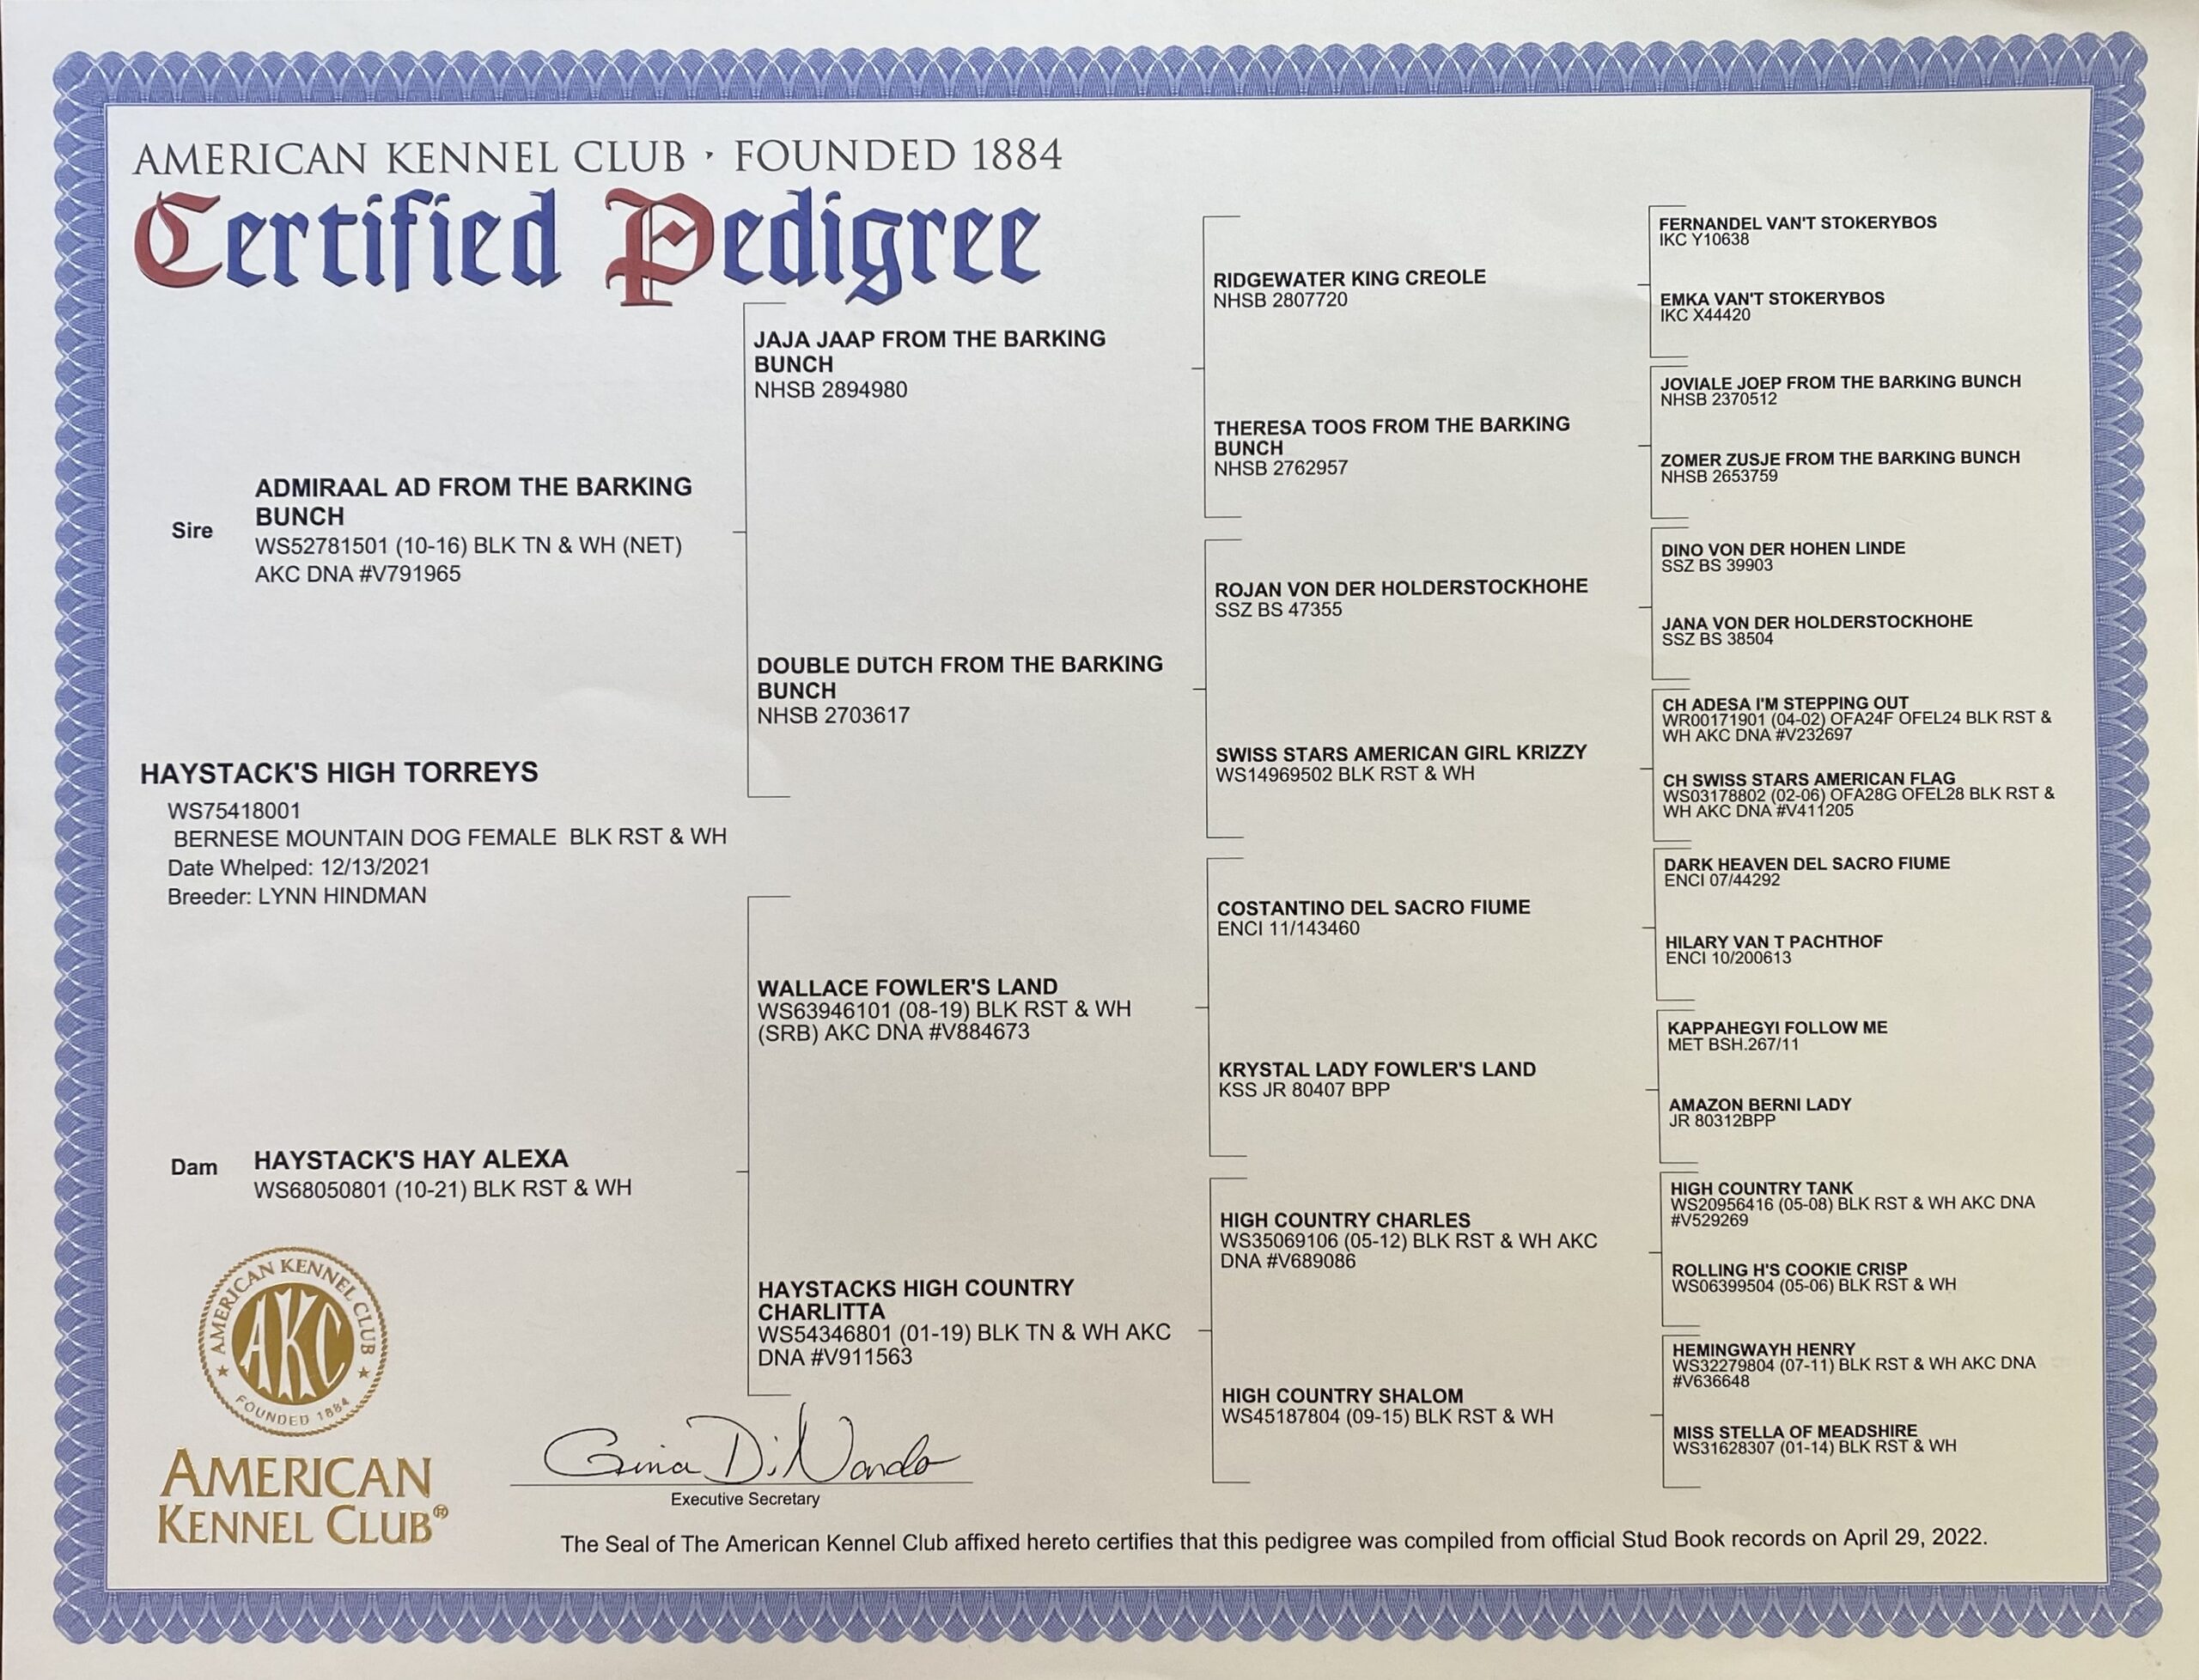 AMERICAN KENNEL CLUB · FOUNDED 1884
Certified Pedigree
Sire
ADMIRAAL AD FROM THE BARKING
BUNCH
WS52781501 (10-16) BLK TN & WH (NET)
AKC DNA #V791965
HAYSTACK'S HIGH TORREYS
WS75418001
BERNESE MOUNTAIN DOG FEMALE BLK RST & WH
Date Whelped: 12/13/2021
Breeder: LYNN HINDMAN
Dam
HAYSTACK'S HAY ALEXA
WS68050801 (10-21) BLK RST & WH
JAJA JAAP FROM THE BARKING
BUNCH
NHSB 2894980
DOUBLE DUTCH FROM THE BARKING
BUNCH
NHSB 2703617
WALLACE FOWLER'S LAND
WS63946101 (08-19) BLK RST & WH
(SRB) AKC DNA #V884673
HAYSTACKS HIGH COUNTRY
CHARLITTA
WS54346801 (01-19) BLK TN & WH AKC
DNA #V911563
RIDGEWATER KING CREOLE
NHSB 2807720
THERESA TOOS FROM THE BARKING
BUNCH
NHSB 2762957
ROJAN VON DER HOLDERSTOCKHOHE
SSZ BS 47355
SWISS STARS AMERICAN GIRL KRIZZY
WS14969502 BLK RST & WH
COSTANTINO DEL SACRO FIUME
ENCI 11/143460
KRYSTAL LADY FOWLER'S LAND
KSS JR 80407 BPP
HIGH COUNTRY CHARLES
WS35069106 (05-12) BLK RST & WH AKC
DNA #V689086
HIGH COUNTRY SHALOM
WS45187804 (09-15) BLK RST & WH
FERNANDEL VAN'T STOKERYBOS
IKC Y10638
EMKA VAN'T STOKERYBOS
IKC X44420
JOVIALE JOEP FROM THE BARKING BUNCH
NHSB 2370512
ZOMER ZUSJE FROM THE BARKING BUNCH
NHSB 2653759
DINO VON DER HOHEN LINDE
SSZ BS 39903
JANA VON DER HOLDERSTOCKHOHE
SSZ BS 38504
CH ADESA I'M STEPPING OUT
WR00171901 (04-02) OFA24F OFEL24 BLK RST &
WH AKC DNA #V232697
CH SWISS STARS AMERICAN FLAG
WS03178802 (02-06) OFA28G OFEL28 BLK RST &
WH AKC DNA #V411205
DARK HEAVEN DEL SACRO FIUME
ENCI 07/44292
HILARY VAN T PACHTHOF
ENCI 10/200613
KAPPAHEGYI FOLLOW ME
MET BSH.267/11
AMAZON BERNI LADY
JR 80312BPP
HIGH COUNTRY TANK
WS20956416 (05-08) BLK RST & WH AKC DNA
#V529269
ROLLING H'S COOKIE CRISP
WS06399504 (05-06) BLK RST & WH
HEMINGWAYH HENRY
WS32279804 (07-11) BLK RST & WH AKC DNA
#V636648
MISS STELLA OF MEADSHIRE
WS31628307 (01-14) BLK RST & WH
AMERICAN KENNEL CLUB
AKC
FOUNDED 1884
AMERICAN
KENNEL CLUB®
Gina DiNardo
Executive Secretary
The Seal of The American Kennel Club affixed hereto certifies that this pedigree was compiled from official Stud Book records on April 29, 2022.